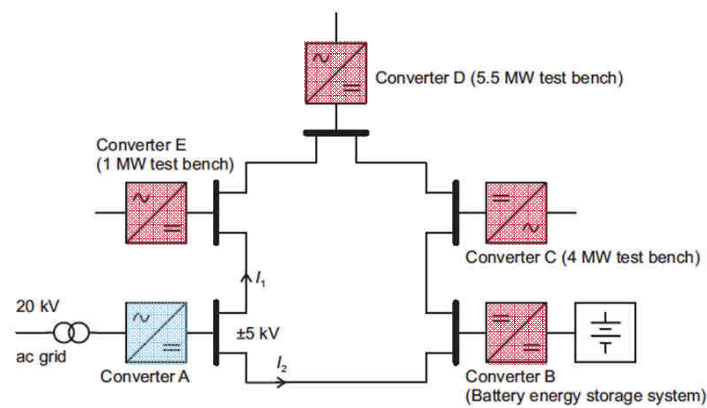 Converter D (5.5 MW test bench)
Converter E
(1 MW test bench)
Converter C (4 MW test bench)
I1
20 kV
±5 kV
ac grid
I2
Converter A
Converter B
(Battery energy storage system)